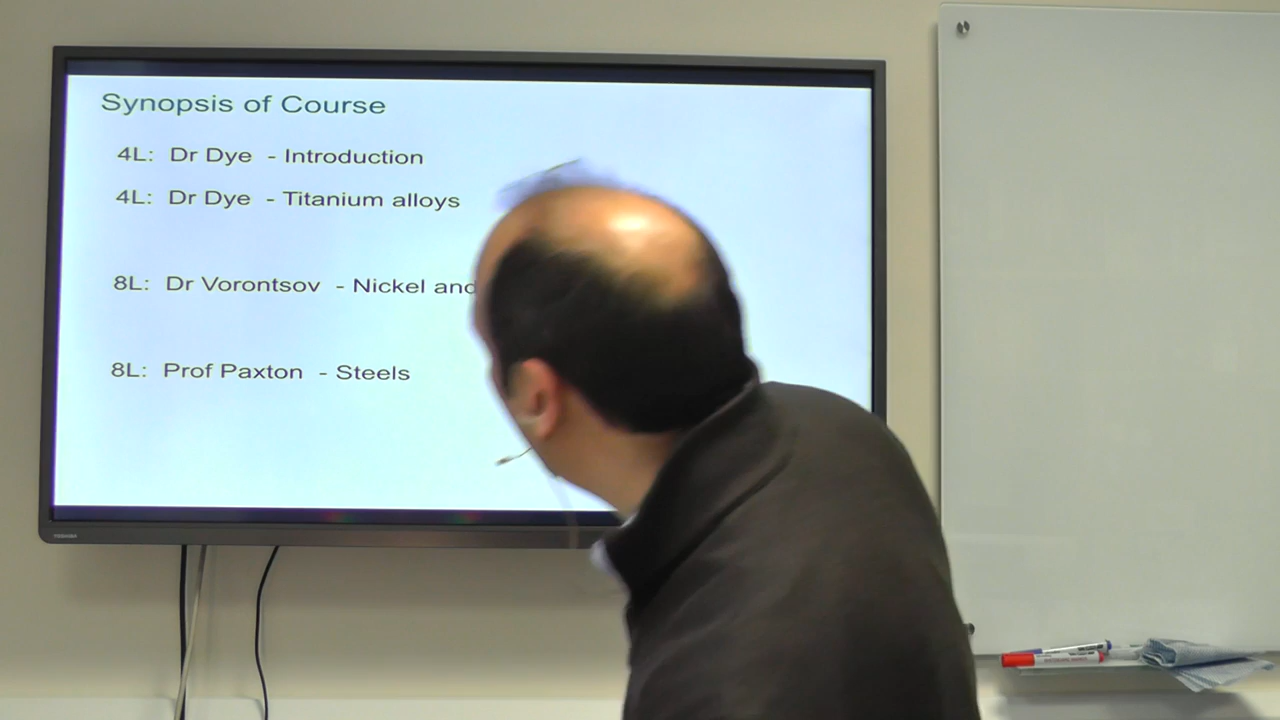 Synopsis of Course
4L: Dr Dye - Introduction
4L: Dr Dye - Titanium alloys
8L: Dr Vorontsov - Nickel and
8L: Prof Paxton - Steels
TOSHIBA